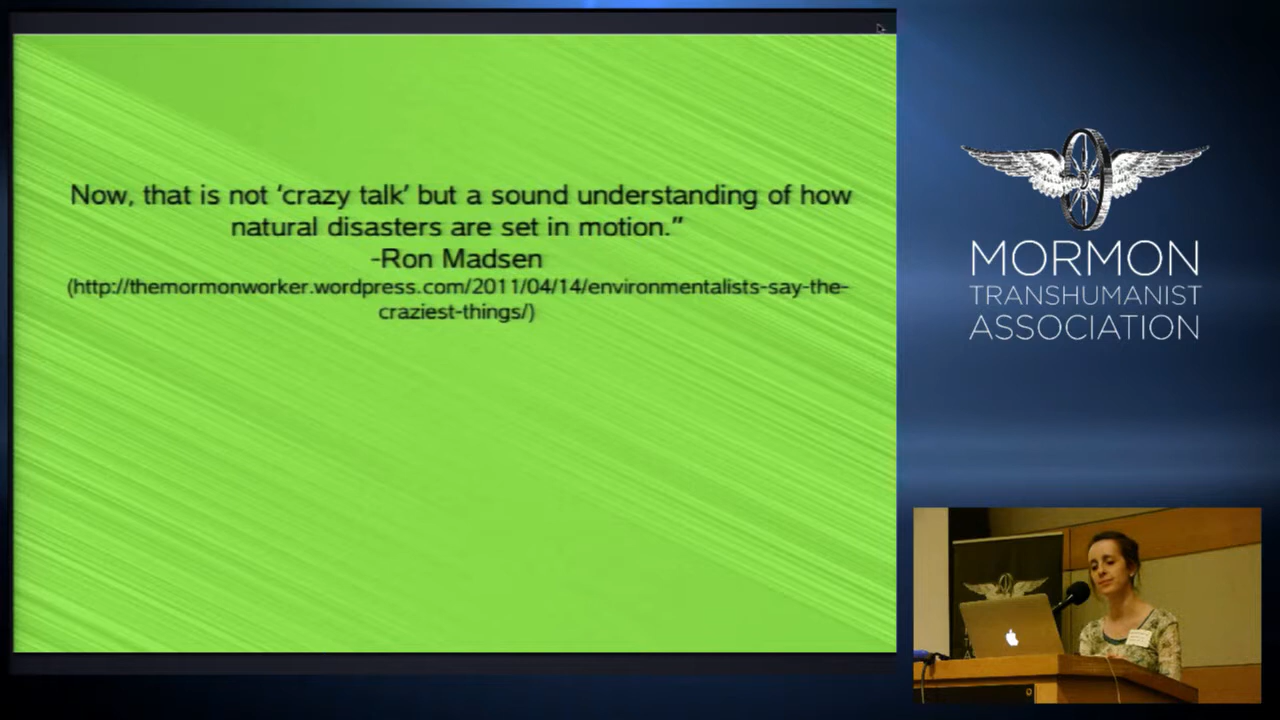 Now, that is not ‘crazy talk’ but a sound understanding of how
natural disasters are set in motion.”
-Ron Madsen
(http://themormonworker.wordpress.com/2011/04/14/environmentalists-say-the-
craziest-things/)
MORMON
TRANSHUMANIST
ASSOCIATION